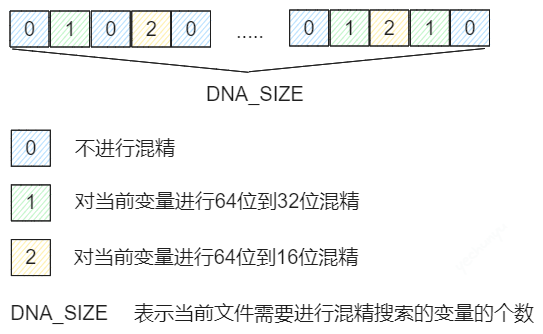 0 1 0 2 0 ..... 0 1 2 1 0
DNA_SIZE
0 不进行混精
1 对当前变量进行64位到32位混精
2 对当前变量进行64位到16位混精
DNA_SIZE 表示当前文件需要进行混精搜索的变量的个数